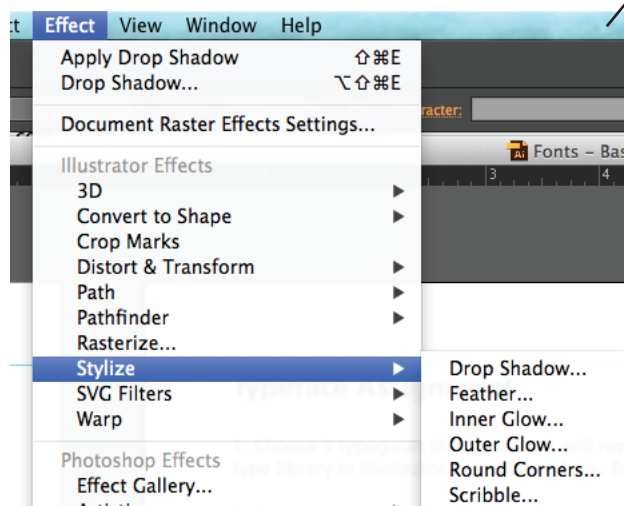 ct Effect View Window Help
Apply Drop Shadow ⇧⌘E
Drop Shadow... ⌥⇧⌘E
racter:
Document Raster Effects Settings...
Fonts – Bas
Illustrator Effects
3 4
3D
Convert to Shape
Crop Marks
Distort & Transform
Path
Pathfinder
Rasterize...
Stylize
Drop Shadow...
SVG Filters
Feather...
Warp
Inner Glow...
Outer Glow...
Photoshop Effects
Round Corners...
Effect Gallery...
Scribble...